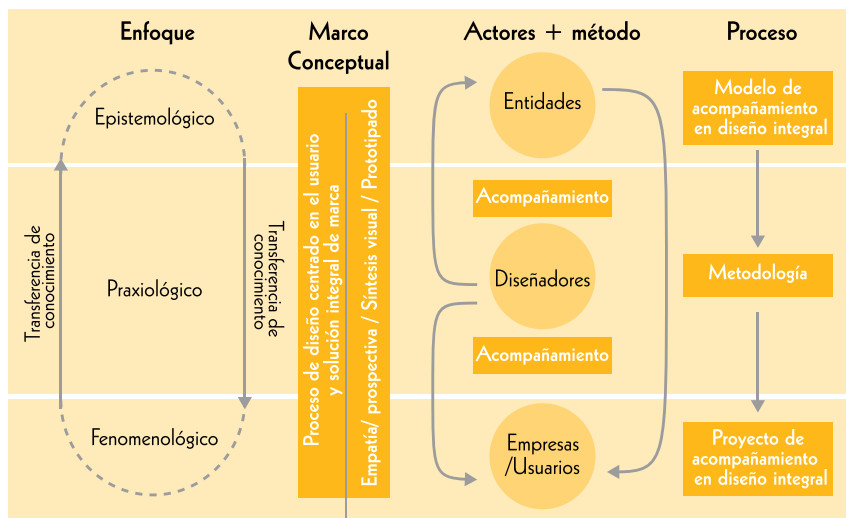 Enfoque
Marco
Conceptual
Actores + método
Proceso
Epistemológico
Praxiológico
Fenomenológico
Transferencia de
conocimiento
Transferencia de
conocimiento
Proceso de diseño centrado en el usuario
y solución integral de marca
Empatía/ prospectiva / Síntesis visual / Prototipado
Entidades
Acompañamiento
Diseñadores
Acompañamiento
Empresas
/Usuarios
Modelo de
acompañamiento
en diseño integral
Metodología
Proyecto de
acompañamiento
en diseño integral